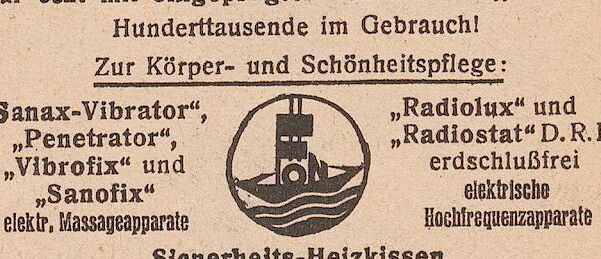 Hunderttausende im Gebrauch!
Zur Körper- und Schönheitspflege:
Sanax-Vibrator“,
„Penetrator“,
„Vibrofix“ und
„Sanofix“
elektr. Massageapparate
„Radiolux“ und
„Radiostat“ D.R.
erdschlußfrei
elektrische
Hochfrequenzapparate
Sicherheits-Heizkissen